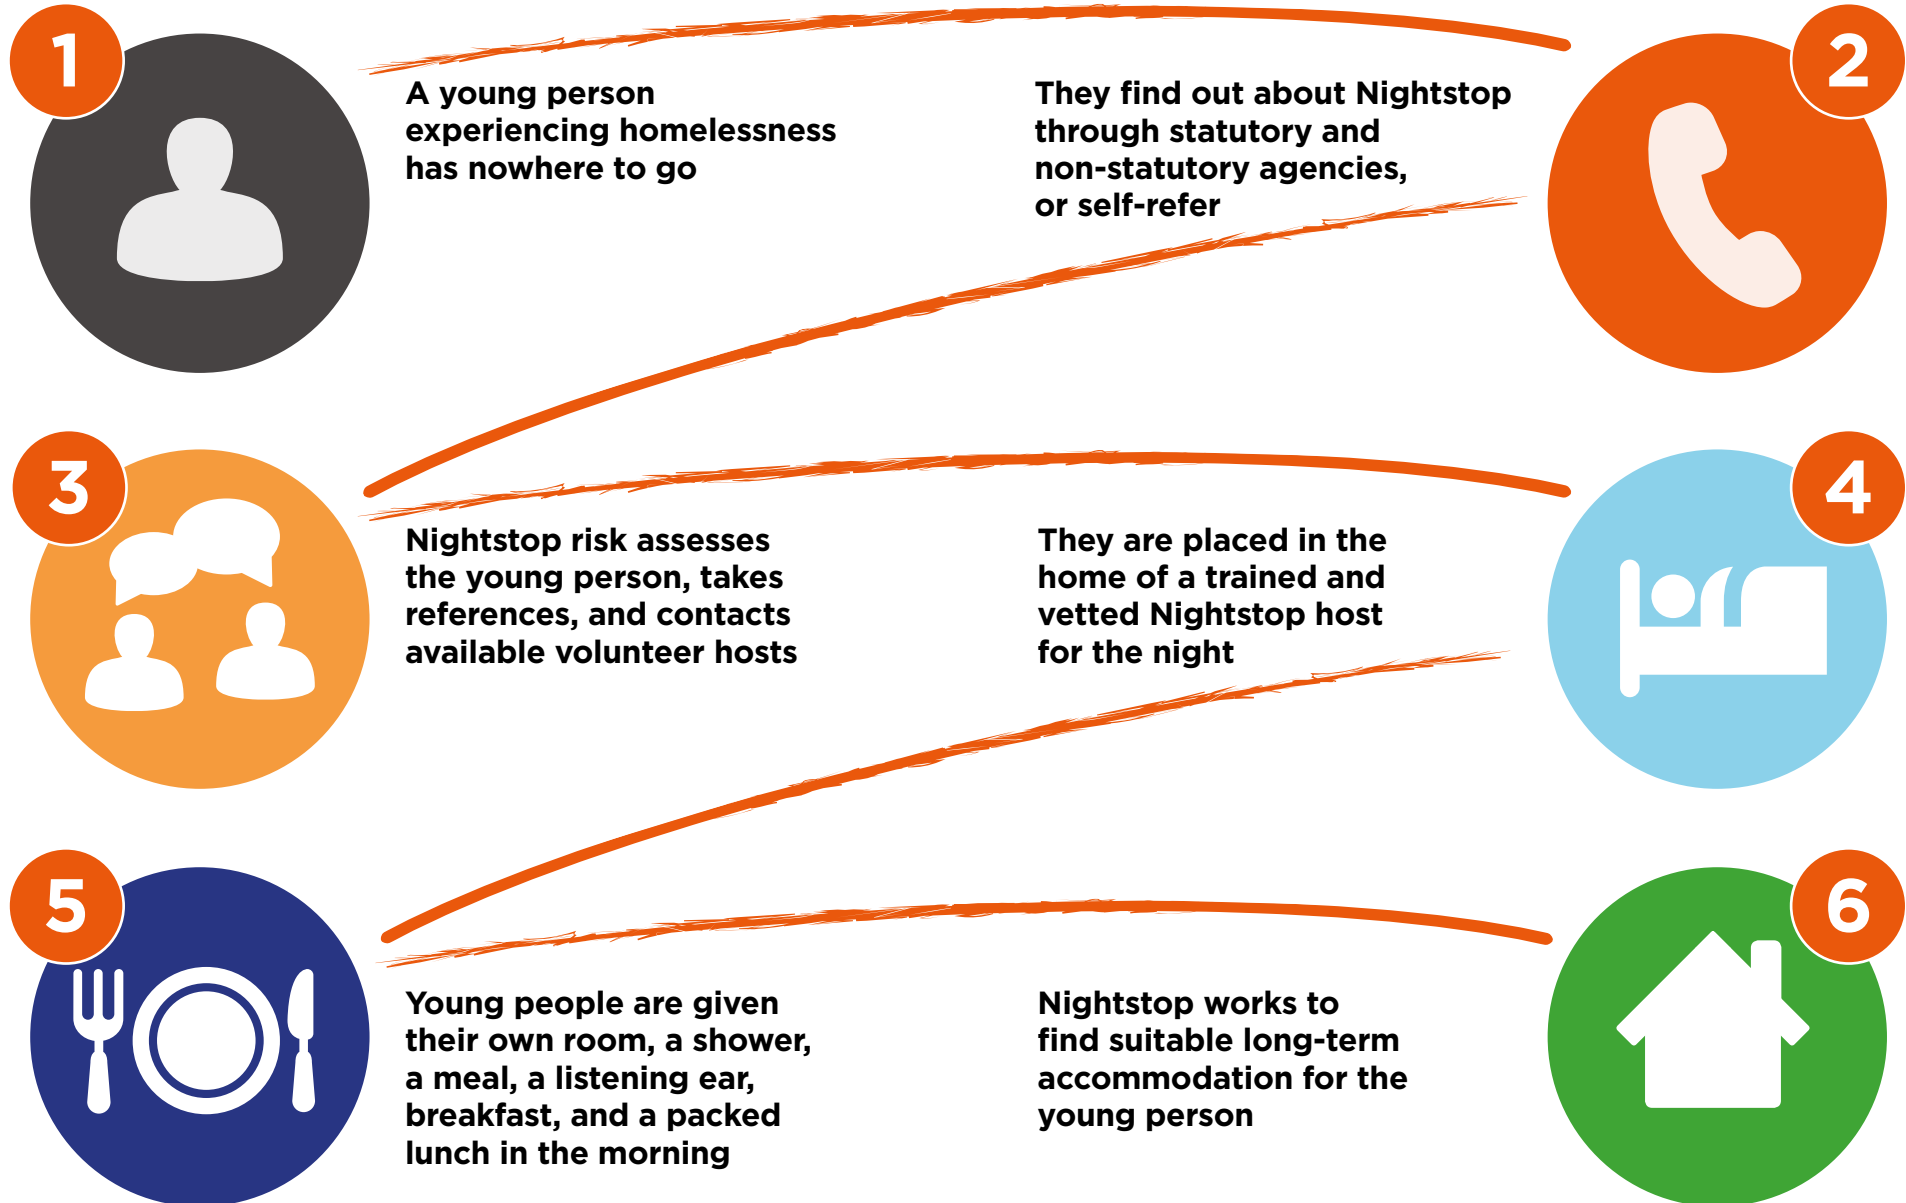 1
A young person
experiencing homelessness
has nowhere to go
2
They find out about Nightstop
through statutory and
non-statutory agencies,
or self-refer
3
Nightstop risk assesses
the young person, takes
references, and contacts
available volunteer hosts
4
They are placed in the
home of a trained and
vetted Nightstop host
for the night
5
Young people are given
their own room, a shower,
a meal, a listening ear,
breakfast, and a packed
lunch in the morning
6
Nightstop works to
find suitable long-term
accommodation for the
young person